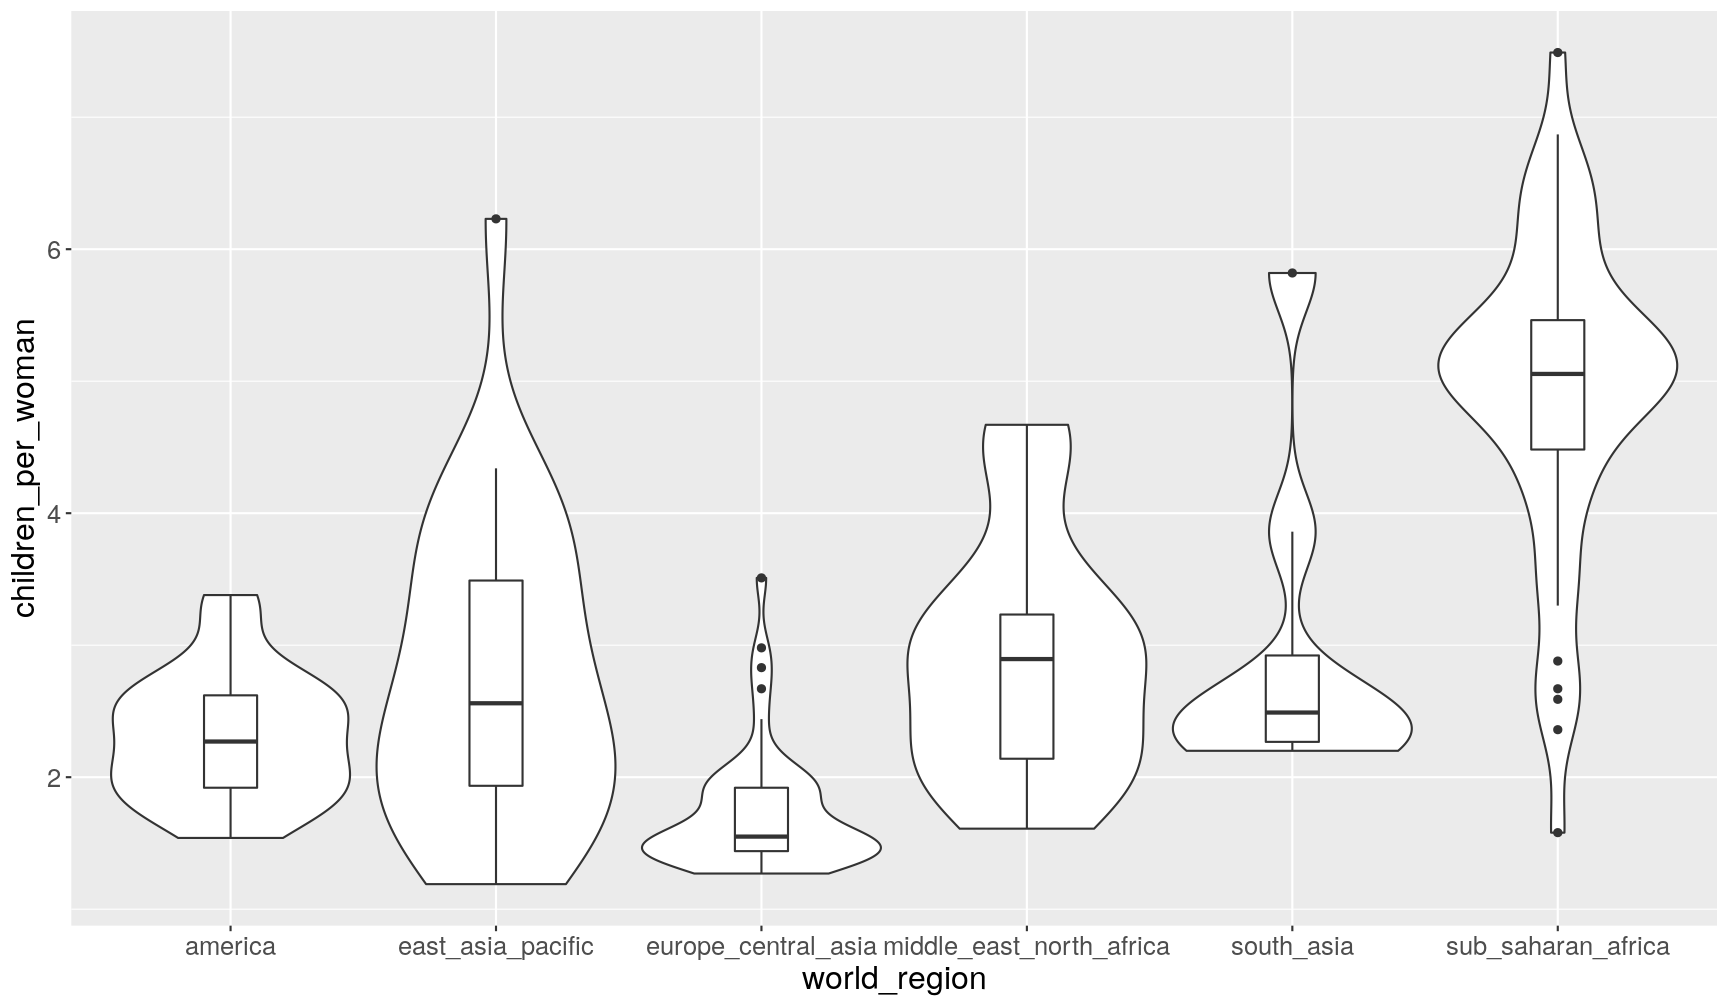 children_per_woman
6
4
2
america
east_asia_pacific
europe_central_asia
middle_east_north_africa
south_asia
sub_saharan_africa
world_region